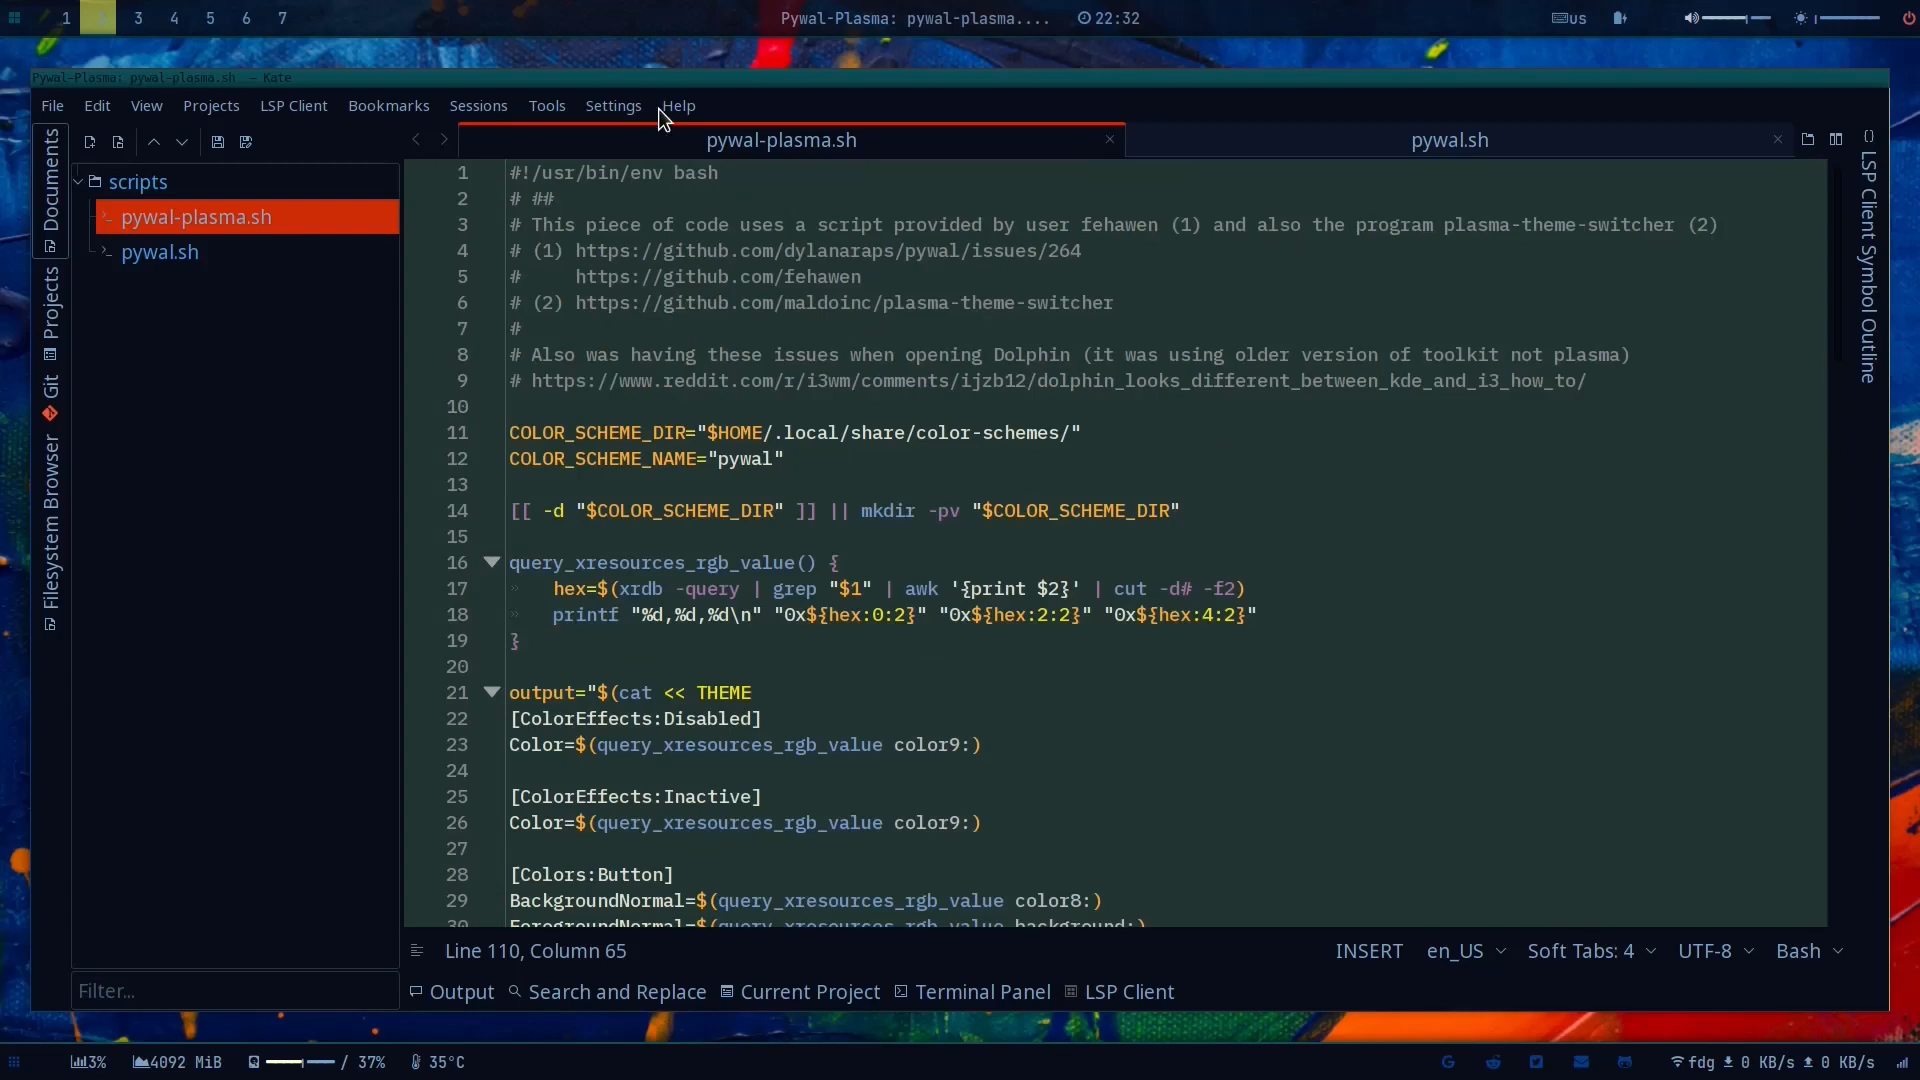 1 2 3 4 5 6 7
Pywal-Plasma: pywal-plasma.... 22:32
us
Pywal-Plasma: pywal-plasma.sh — Kate
File Edit View Projects LSP Client Bookmarks Sessions Tools Settings Help
Documents
Projects
Git
Filesystem Browser
scripts
pywal-plasma.sh
pywal.sh
Filter...
pywal-plasma.sh
pywal.sh
1 #!/usr/bin/env bash
2 # ##
3 # This piece of code uses a script provided by user fehawen (1) and also the program plasma-theme-switcher (2)
4 # (1) https://github.com/dylanaraps/pywal/issues/264
5 #     https://github.com/fehawen
6 # (2) https://github.com/maldoinc/plasma-theme-switcher
7 #
8 # Also was having these issues when opening Dolphin (it was using older version of toolkit not plasma)
9 # https://www.reddit.com/r/i3wm/comments/ijzb12/dolphin_looks_different_between_kde_and_i3_how_to/
10
11 COLOR_SCHEME_DIR="$HOME/.local/share/color-schemes/"
12 COLOR_SCHEME_NAME="pywal"
13
14 [[ -d "$COLOR_SCHEME_DIR" ]] || mkdir -pv "$COLOR_SCHEME_DIR"
15
16 query_xresources_rgb_value() {
17     hex=$(xrdb -query | grep "$1" | awk '{print $2}' | cut -d# -f2)
18     printf "%d,%d,%d\n" "0x${hex:0:2}" "0x${hex:2:2}" "0x${hex:4:2}"
19 }
20
21 output="$(cat << THEME
22 [ColorEffects:Disabled]
23 Color=$(query_xresources_rgb_value color9:)
24
25 [ColorEffects:Inactive]
26 Color=$(query_xresources_rgb_value color9:)
27
28 [Colors:Button]
29 BackgroundNormal=$(query_xresources_rgb_value color8:)
30 ForegroundNormal=$(query_xresources_rgb_value background:)
{} LSP Client Symbol Outline
Line 110, Column 65
INSERT en_US Soft Tabs: 4 UTF-8 Bash
Output Search and Replace Current Project Terminal Panel LSP Client
3% 4092 MiB / 37% 35°C
fdg 0 KB/s 0 KB/s